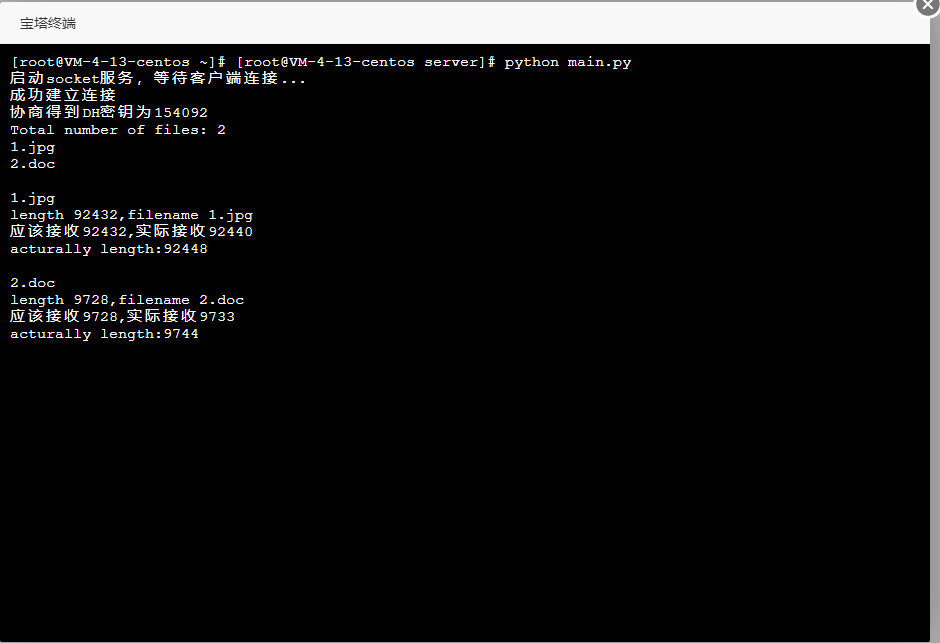 宝塔终端
[root@VM-4-13-centos ~]# [root@VM-4-13-centos server]# python main.py
启动socket服务, 等待客户端连接...
成功建立连接
协商得到DH密钥为154092
Total number of files: 2
1.jpg
2.doc
1.jpg
length 92432,filename 1.jpg
应该接收92432,实际接收92440
acturally length:92448
2.doc
length 9728,filename 2.doc
应该接收9728,实际接收9733
acturally length:9744